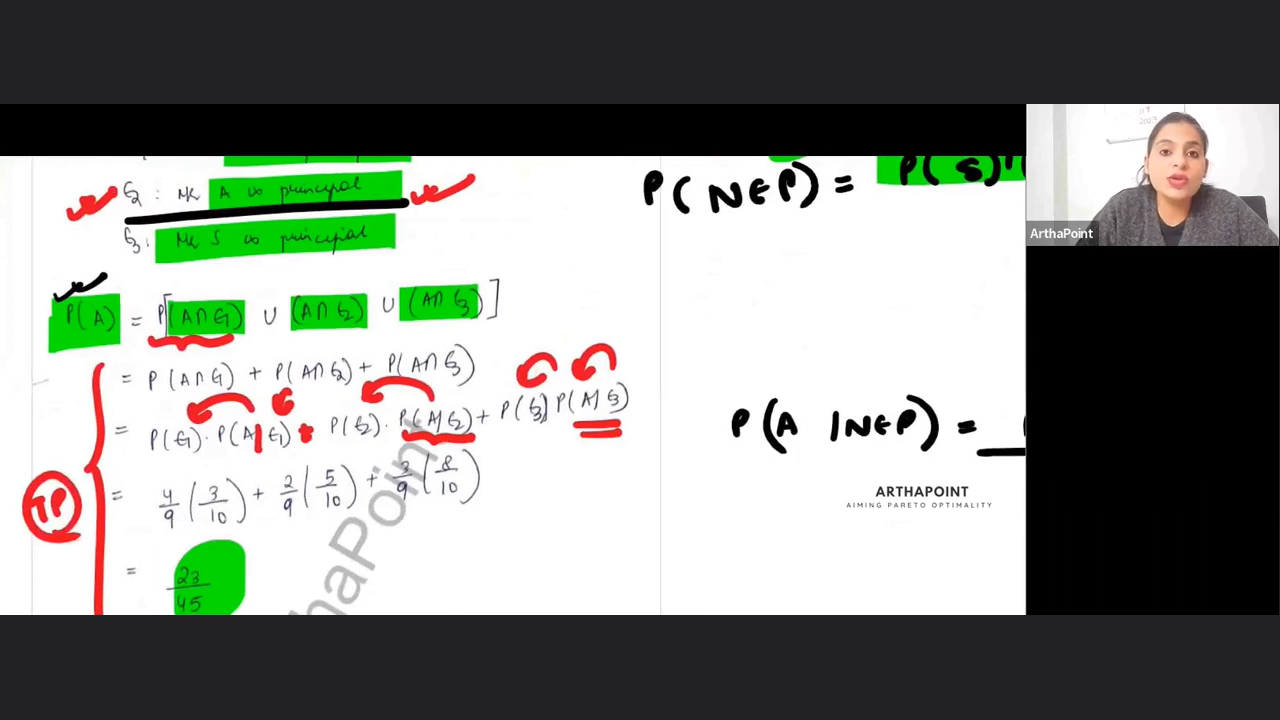 E2 : Mr A as principal
E3 : Mr S as principal
P(A) = P[(A∩E1) ∪ (A∩E2) ∪ (A∩E3)]
= P(A∩E1) + P(A∩E2) + P(A∩E3)
= P(E1)·P(A|E1) + P(E2)·P(A|E2) + P(E3)P(A|E3)
= 4/9 (3/10) + 2/9 (5/10) + 3/9 (8/10)
TP
= 23/45
P(NEP) = P(S)
P(A | NEP) =
ARTHAPOINT
AIMING PARETO OPTIMALITY
ArthaPoint
2023
ArthaPoint